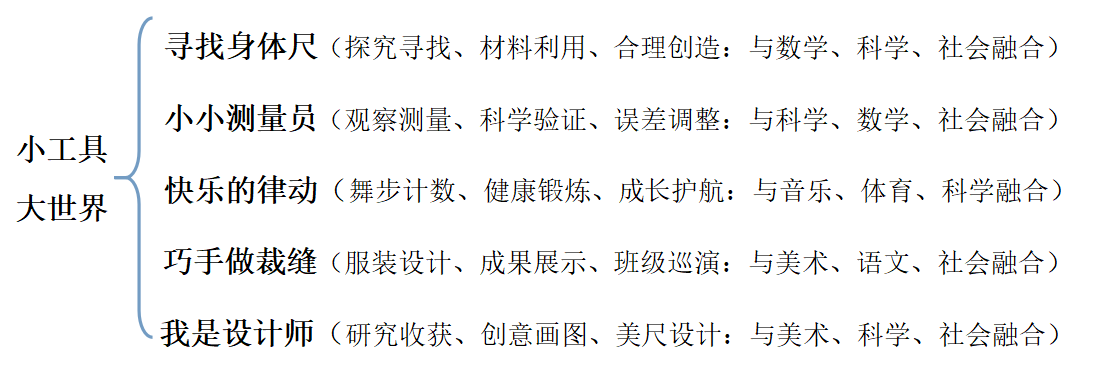 小工具
大世界
寻找身体尺（探究寻找、材料利用、合理创造：与数学、科学、社会融合）
小小测量员（观察测量、科学验证、误差调整：与科学、数学、社会融合）
快乐的律动（舞步计数、健康锻炼、成长护航：与音乐、体育、科学融合）
巧手做裁缝（服装设计、成果展示、班级巡演：与美术、语文、社会融合）
我是设计师（研究收获、创意画图、美尺设计：与美术、科学、社会融合）